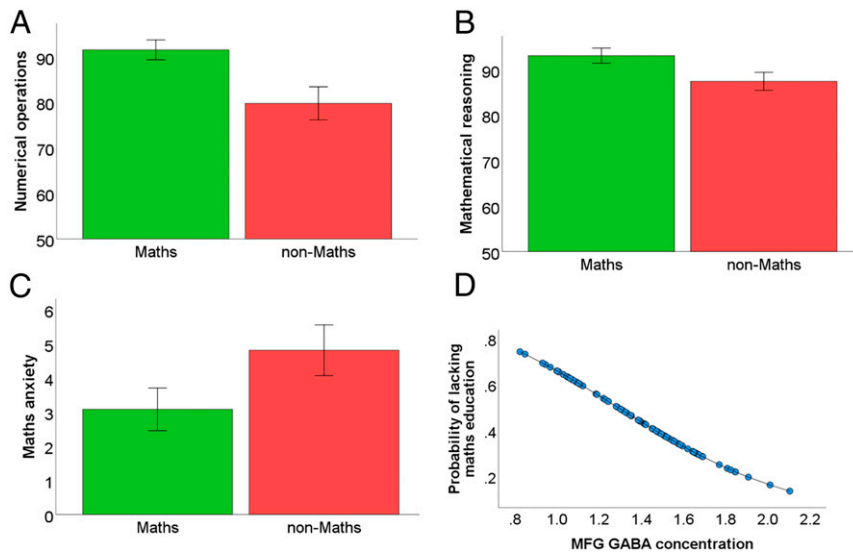 A
Numerical operations
90
80
70
60
50
Maths
non-Maths
B
Mathematical reasoning
90
80
70
60
50
Maths
non-Maths
C
Maths anxiety
6
5
4
3
2
1
0
Maths
non-Maths
D
Probability of lacking
maths education
.8
.6
.4
.2
.8
1.0
1.2
1.4
1.6
1.8
2.0
2.2
MFG GABA concentration